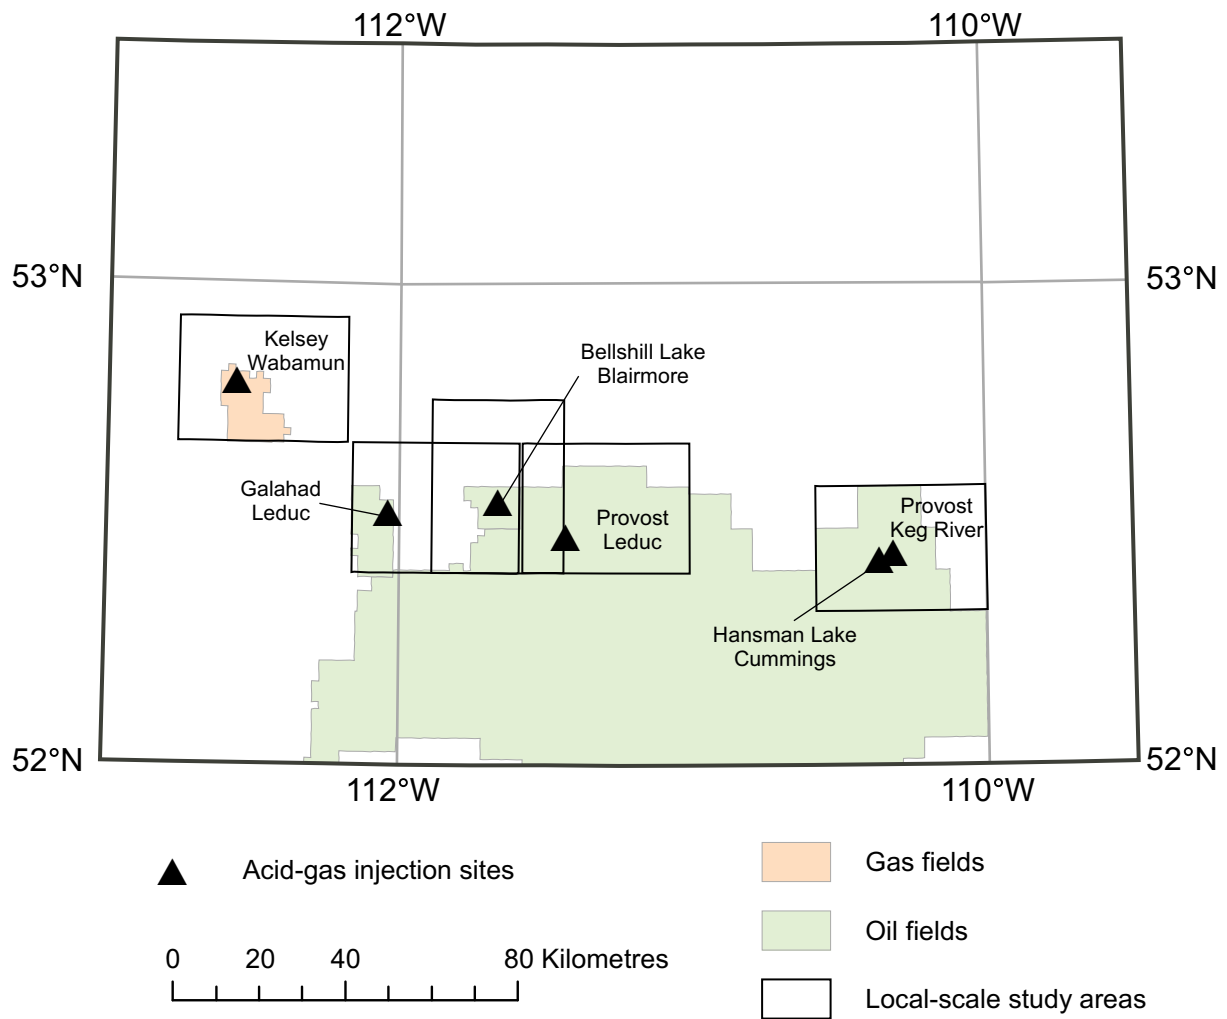 112°W
110°W
53°N
53°N
Kelsey
Wabamun
Bellshill Lake
Blairmore
Galahad
Leduc
Provost
Leduc
Provost
Keg River
Hansman Lake
Cummings
52°N
52°N
112°W
110°W
Acid-gas injection sites
0 20 40 80 Kilometres
Gas fields
Oil fields
Local-scale study areas